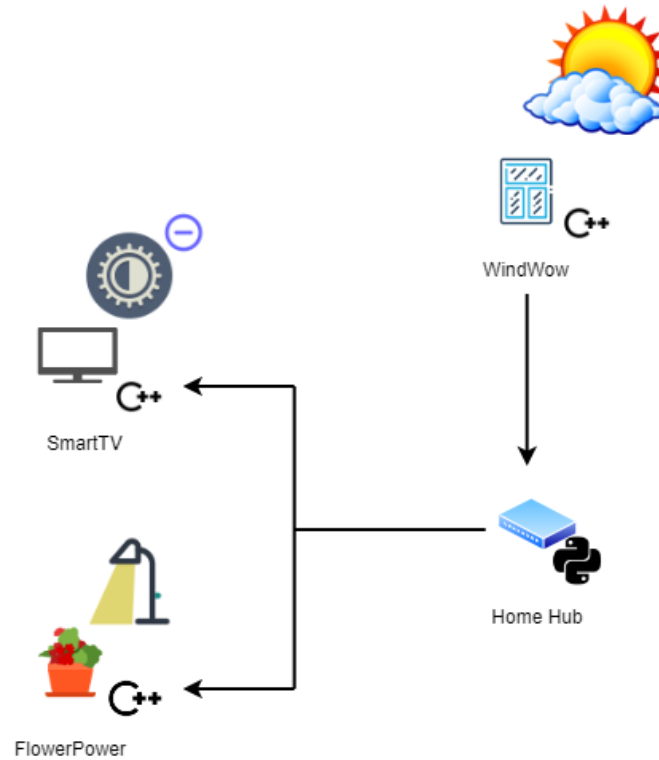 C++
WindWow
C++
SmartTV
Home Hub
C++
FlowerPower